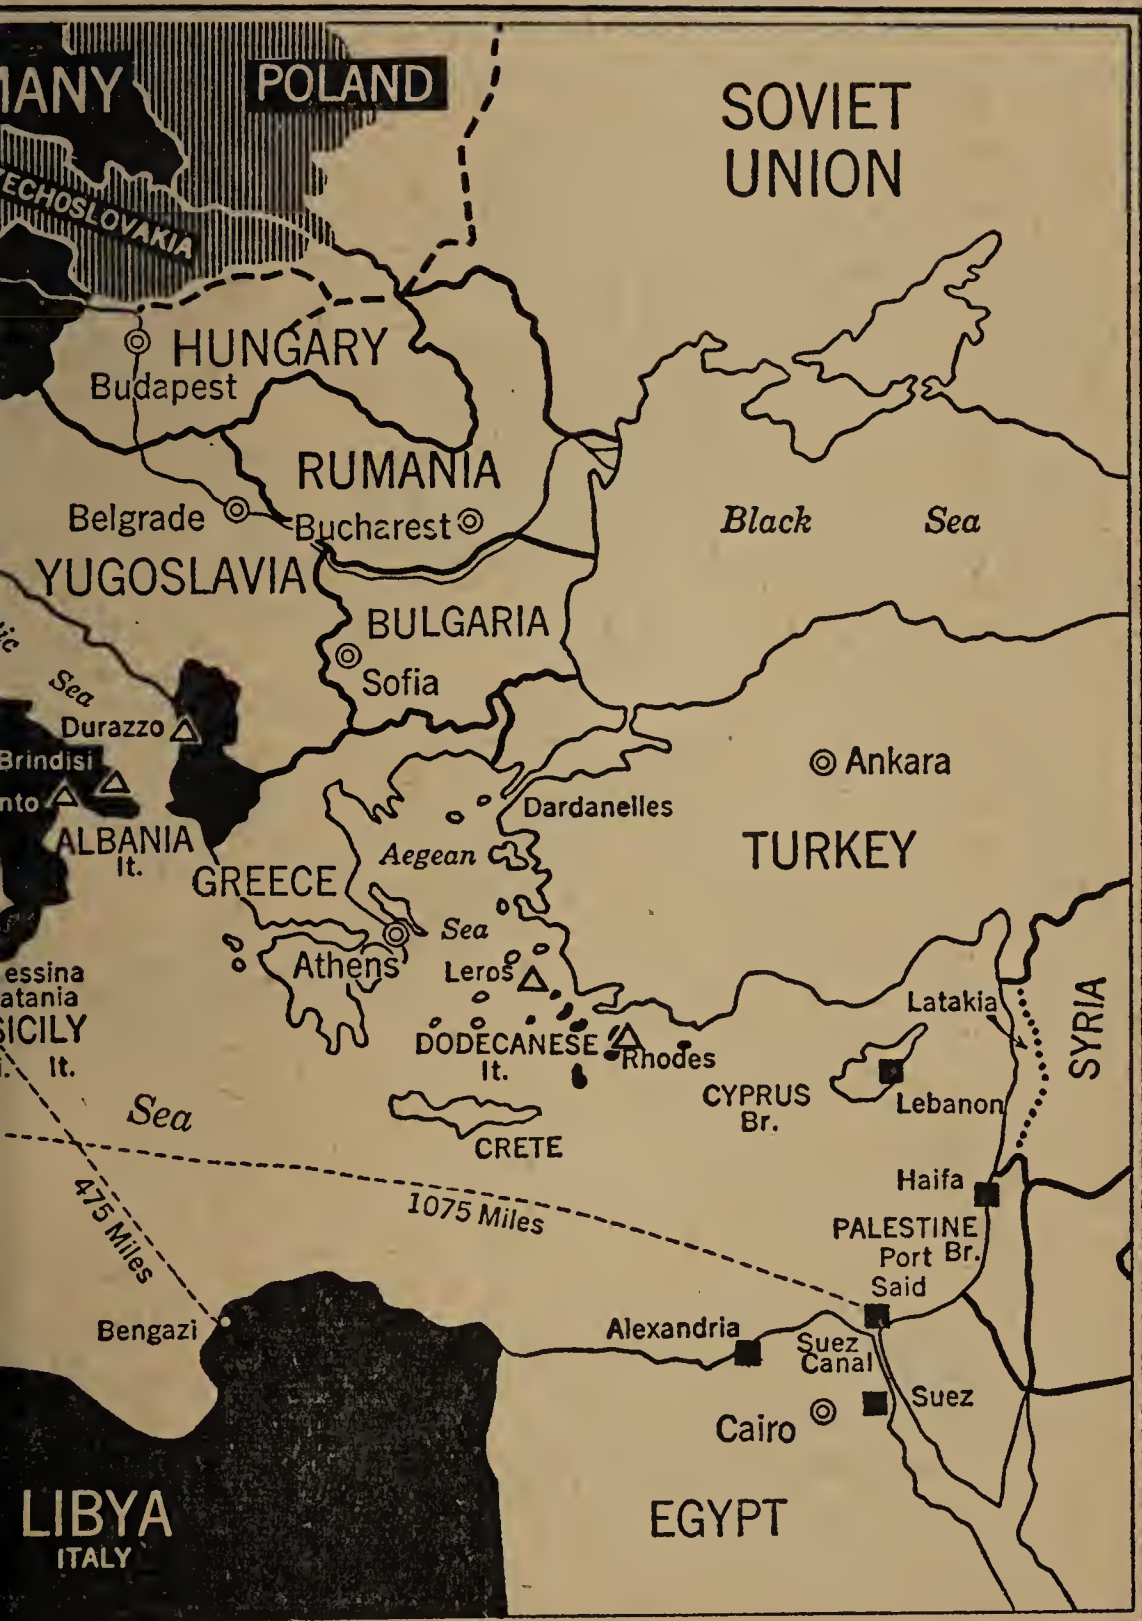 MANY
POLAND
SOVIET
UNION
ECHOSLOVAKIA
HUNGARY
Budapest
RUMANIA
Belgrade
Bucharest
Black Sea
YUGOSLAVIA
BULGARIA
Sofia
tic
Sea
Durazzo
Brindisi
nto
ALBANIA
It.
Ankara
Dardanelles
TURKEY
Aegean
Sea
GREECE
Athens
Leros
essina
atania
SICILY
It.
Latakia
SYRIA
DODECANESE
It.
Rhodes
CYPRUS
Br.
Lebanon
Sea
CRETE
Haifa
475 Miles
1075 Miles
PALESTINE
Br.
Port
Said
Bengazi
Alexandria
Suez
Canal
Suez
Cairo
LIBYA
ITALY
EGYPT